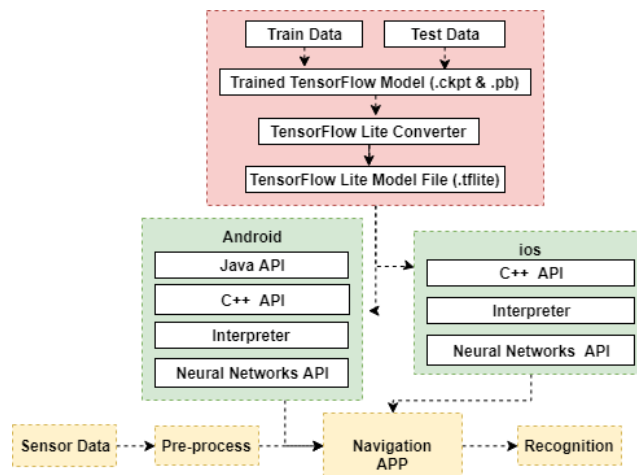 Train Data
Test Data
Trained TensorFlow Model (.ckpt & .pb)
TensorFlow Lite Converter
TensorFlow Lite Model File (.tflite)
Android
Java API
C++ API
Interpreter
Neural Networks API
ios
C++ API
Interpreter
Neural Networks API
Sensor Data
Pre-process
Navigation
APP
Recognition